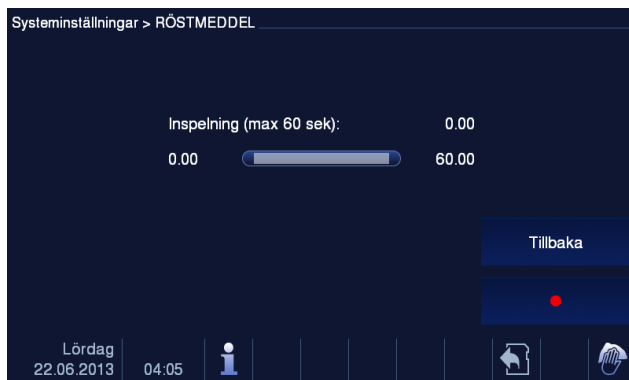 Systeminställningar > RÖSTMEDDEL
Inspelning (max 60 sek): 0.00
0.00 60.00
Tillbaka
Lördag
22.06.2013 04:05